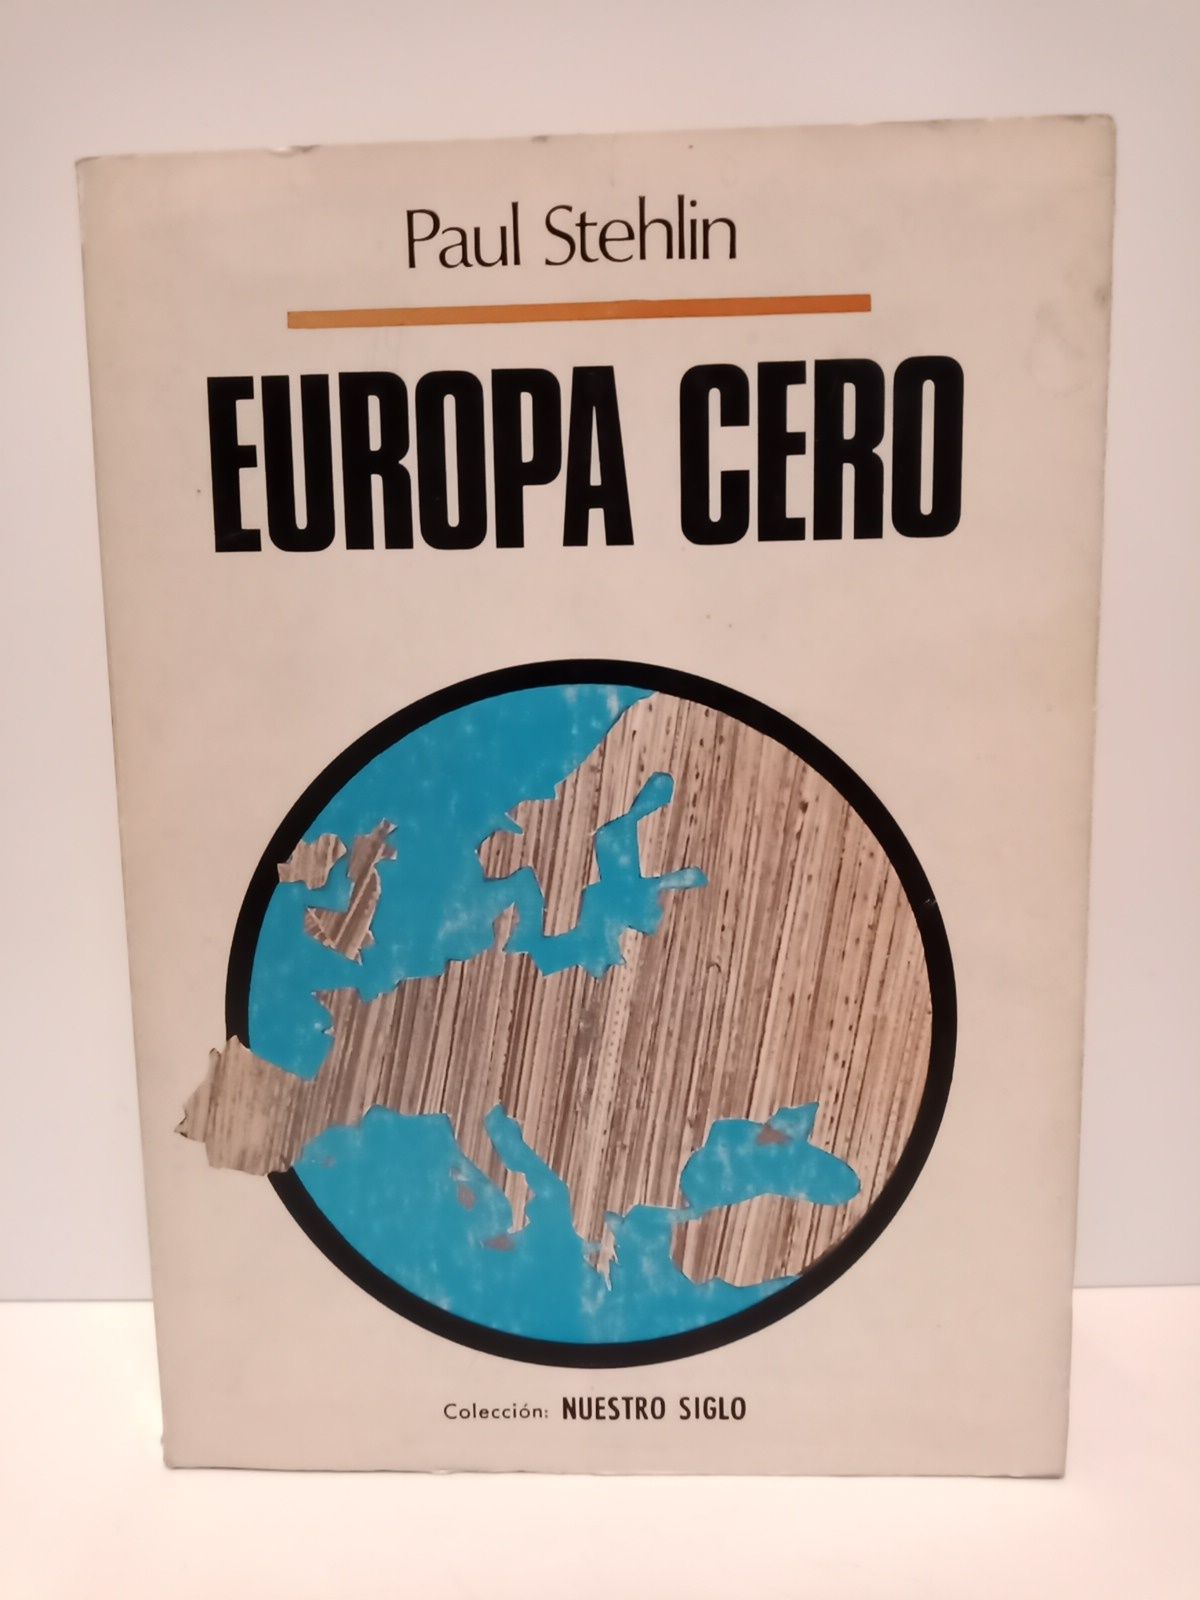 Paul Stehlin
EUROPA CERO
Colección: NUESTRO SIGLO